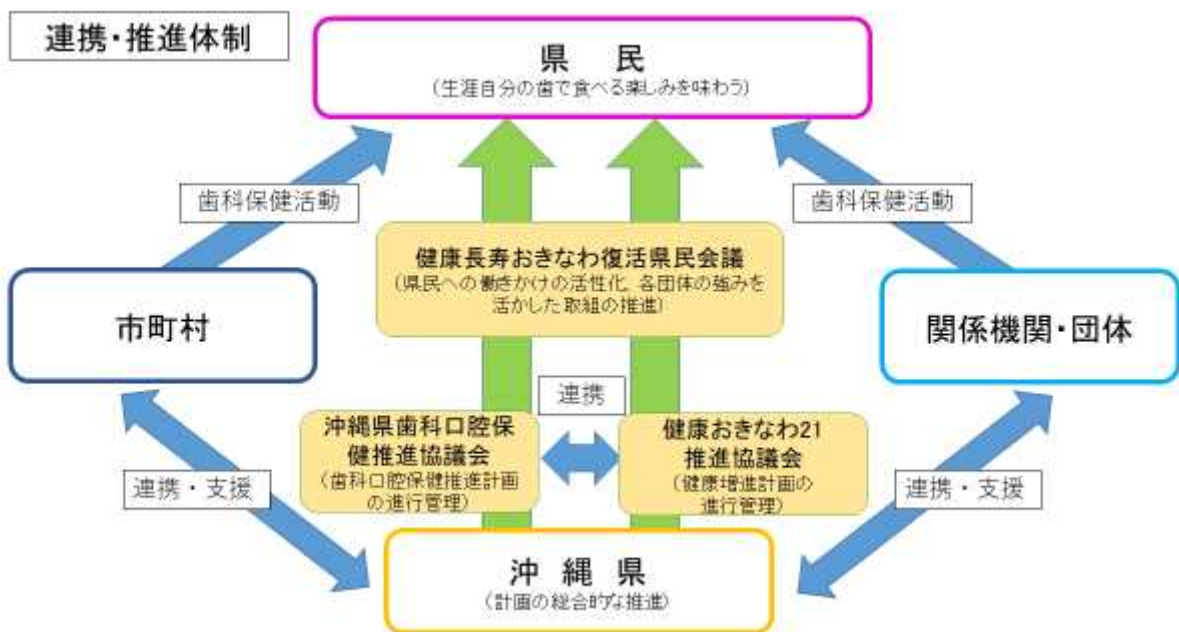 連携・推進体制
県 民
(生涯自分の歯で食べる楽しみを味わう)
歯科保健活動
歯科保健活動
健康長寿おきなわ復活県民会議
(県民への働きかけの活性化、各団体の強みを
活かした取組の推進)
市町村
関係機関・団体
連携
沖縄県歯科口腔保
健推進協議会
(歯科口腔保健推進計画
の進行管理)
健康おきなわ21
推進協議会
(健康増進計画の
進行管理)
連携・支援
連携・支援
沖 縄 県
(計画の総合的な推進)